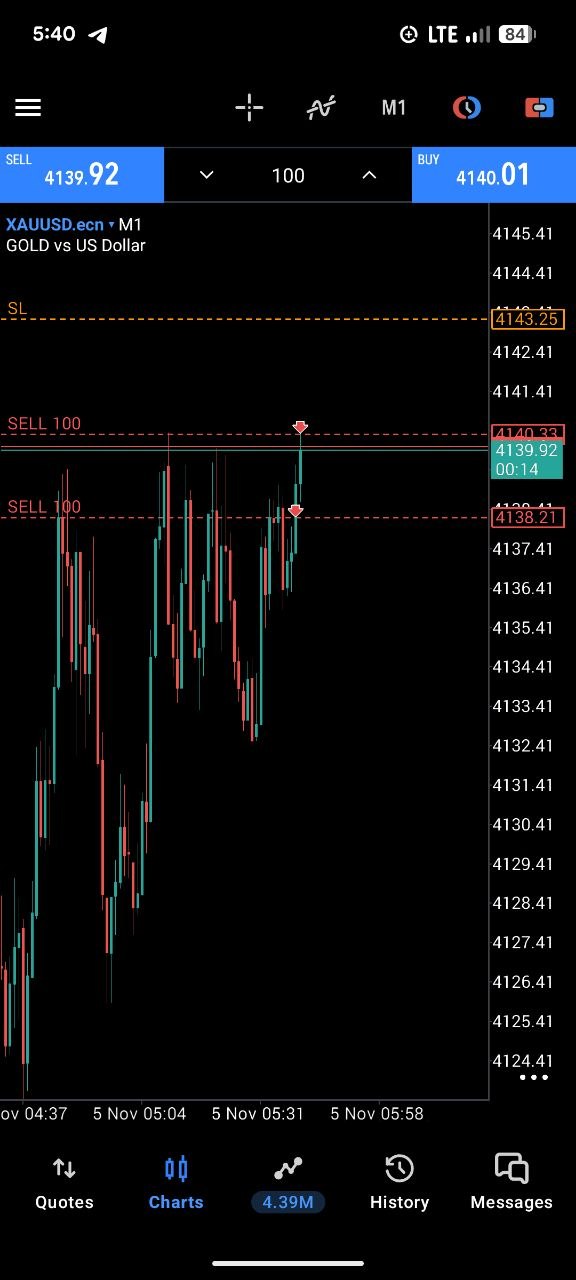 5:40 LTE 84
M1
SELL 4139.92 100 BUY 4140.01
XAUUSD.ecn M1
GOLD vs US Dollar
4145.41
4144.41
SL
4143.25
4142.41
4141.41
SELL 100
4140.33
4139.92
00:14
SELL 100
4138.21
4137.41
4136.41
4135.41
4134.41
4133.41
4132.41
4131.41
4130.41
4129.41
4128.41
4127.41
4126.41
4125.41
4124.41
ov 04:37 5 Nov 05:04 5 Nov 05:31 5 Nov 05:58
4.39M
Quotes Charts History Messages